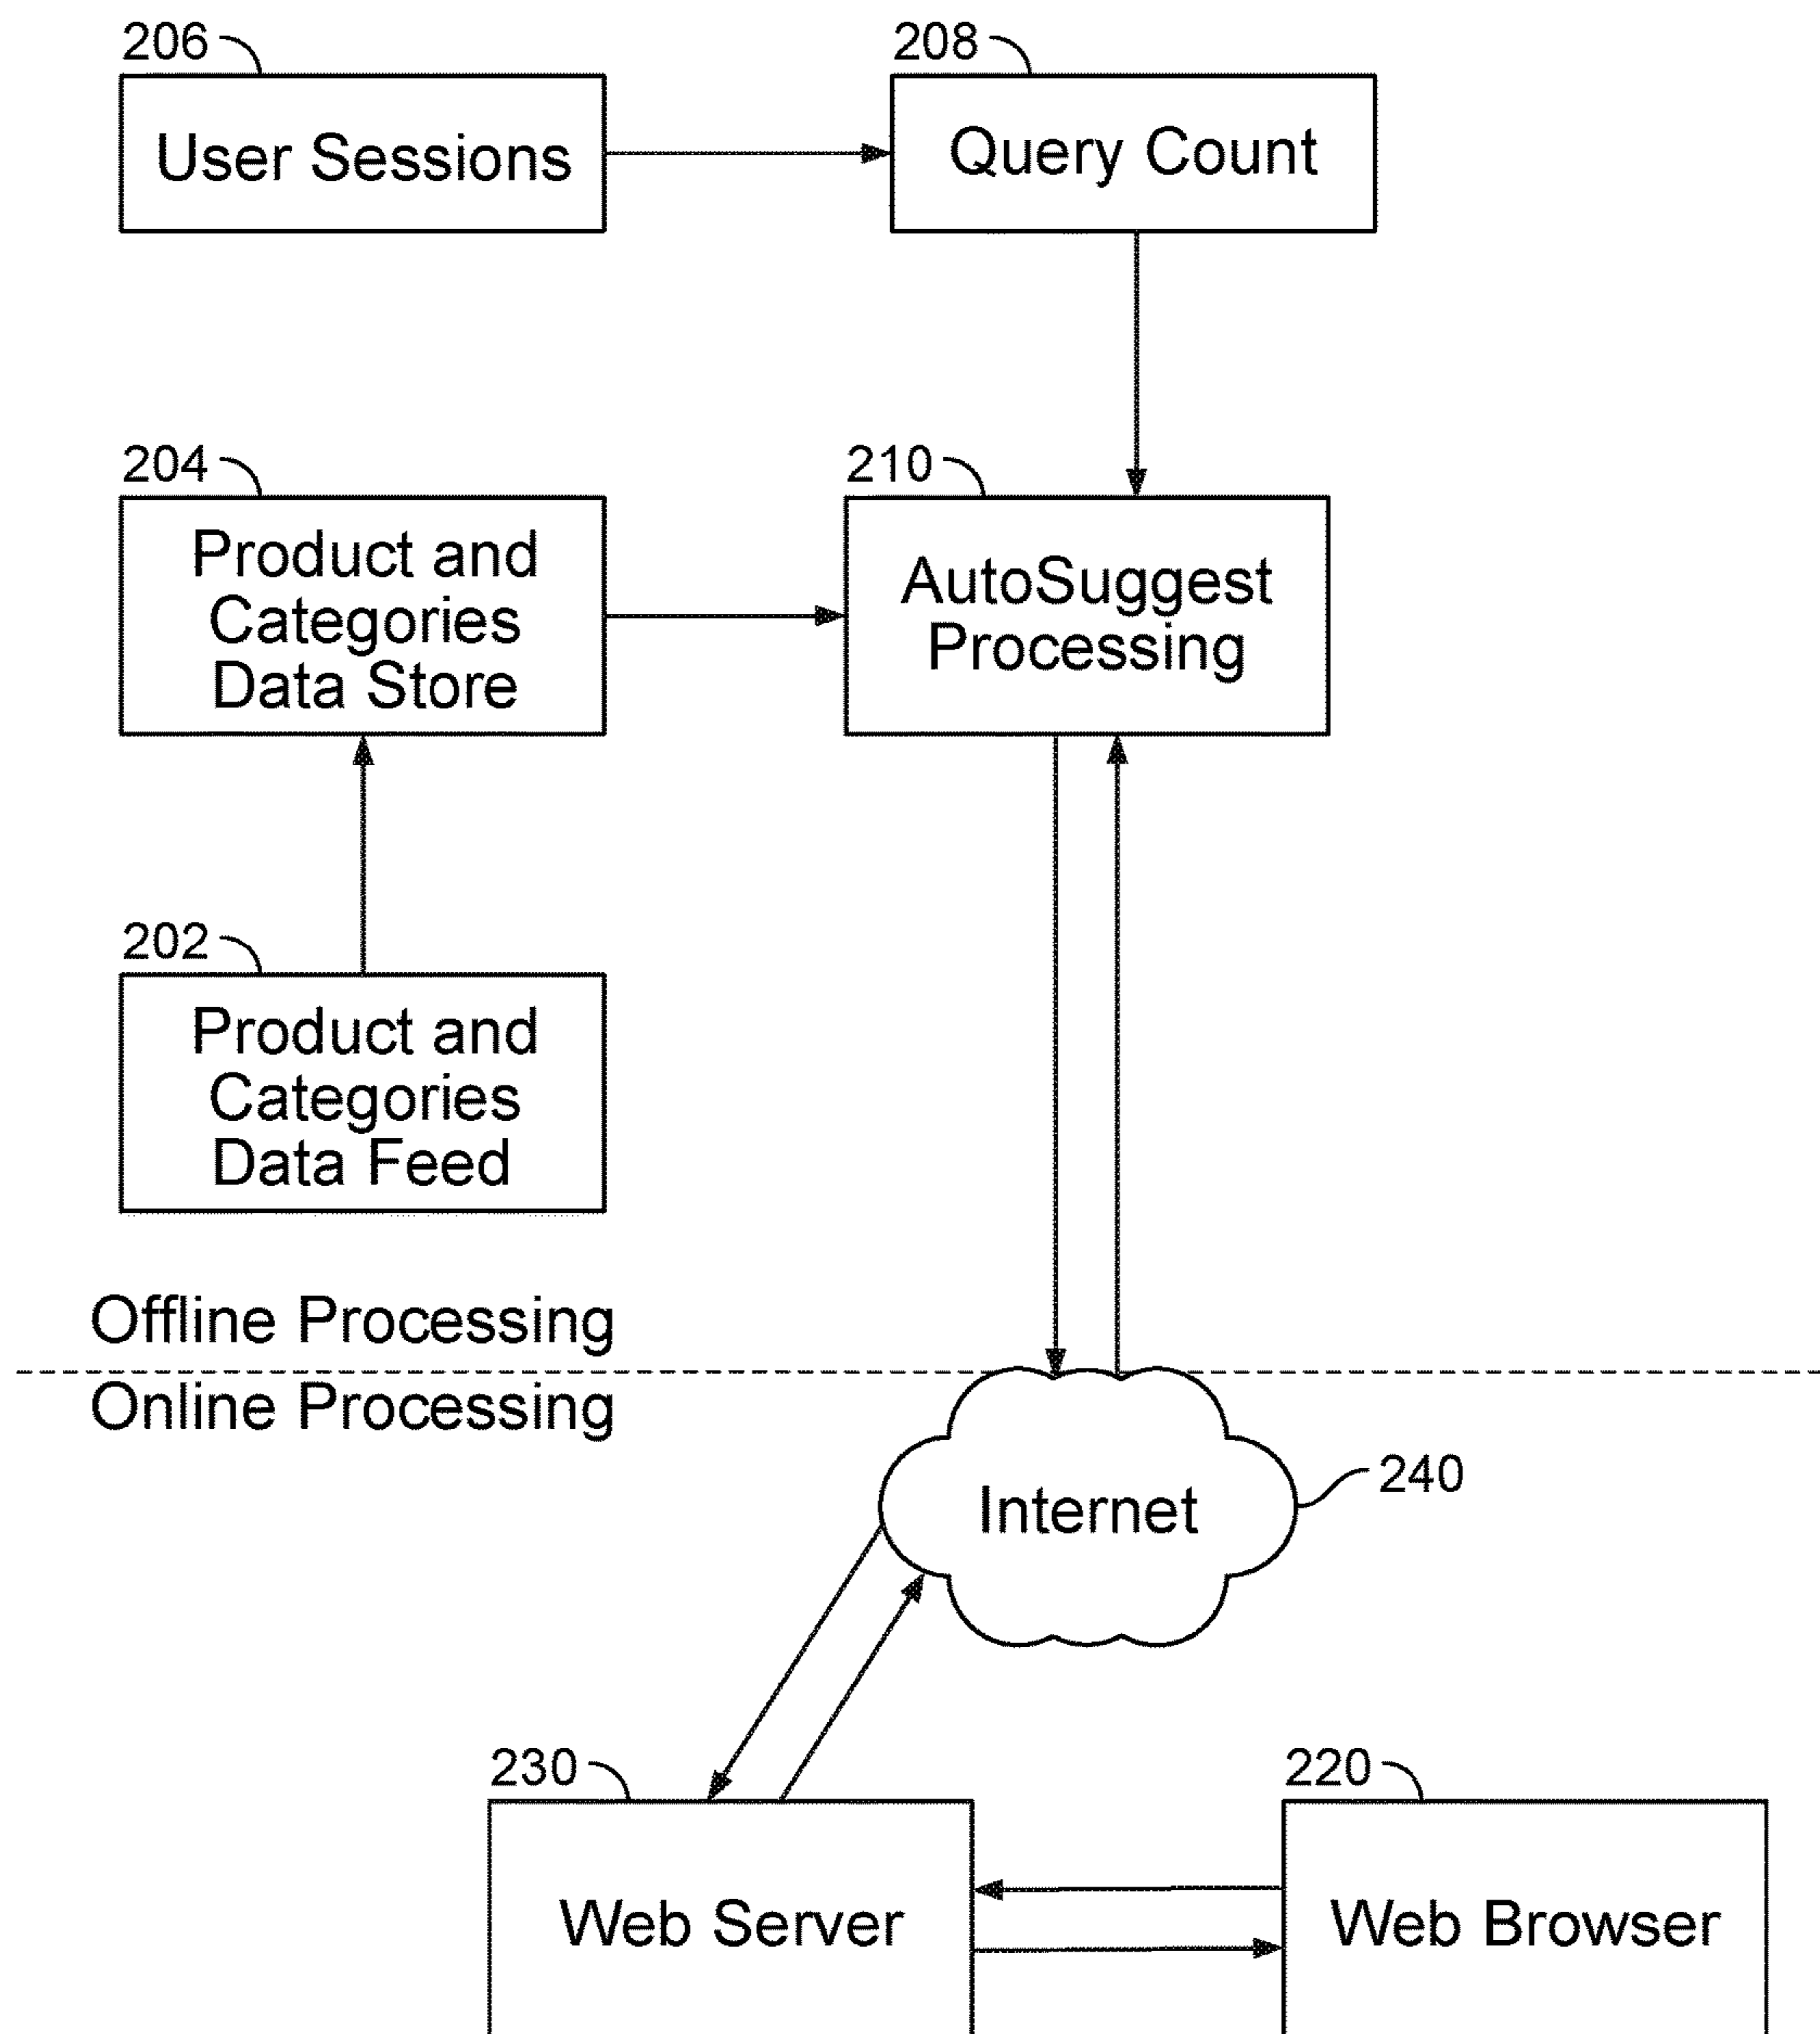 206
208
User Sessions
Query Count
204
210
Product and
Categories
Data Store
AutoSuggest
Processing
202
Product and
Categories
Data Feed
Offline Processing
Online Processing
Internet
240
230
220
Web Server
Web Browser